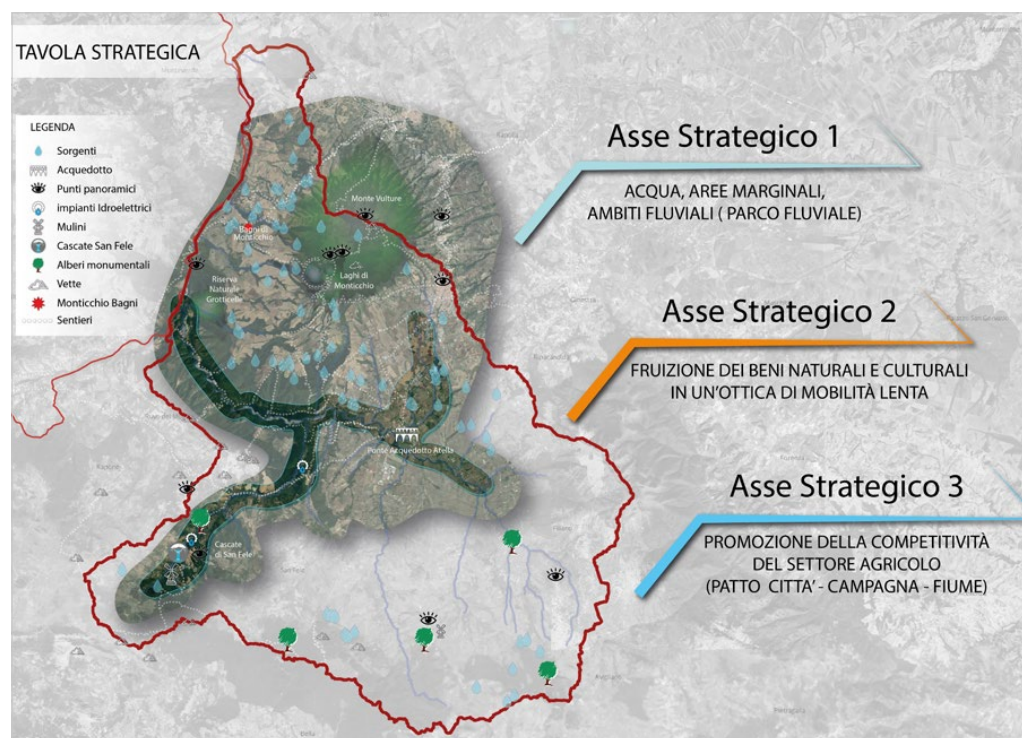 TAVOLA STRATEGICA
LEGENDA
Sorgenti
Acquedotto
Punti panoramici
impianti Idroelettrici
Mulini
Cascate San Fele
Alberi monumentali
Vette
Monticchio Bagni
Sentieri
Monte Vulture
Bagni di
Monticchio
Laghi di
Monticchio
Riserva
Naturale
Grotticelle
Ponte Acquedotto Atella
Cascate
di San Fele
Asse Strategico 1
ACQUA, AREE MARGINALI,
AMBITI FLUVIALI ( PARCO FLUVIALE)
Asse Strategico 2
FRUIZIONE DEI BENI NATURALI E CULTURALI
IN UN'OTTICA DI MOBILITÀ LENTA
Asse Strategico 3
PROMOZIONE DELLA COMPETITIVITÀ
DEL SETTORE AGRICOLO
(PATTO CITTA' - CAMPAGNA - FIUME)